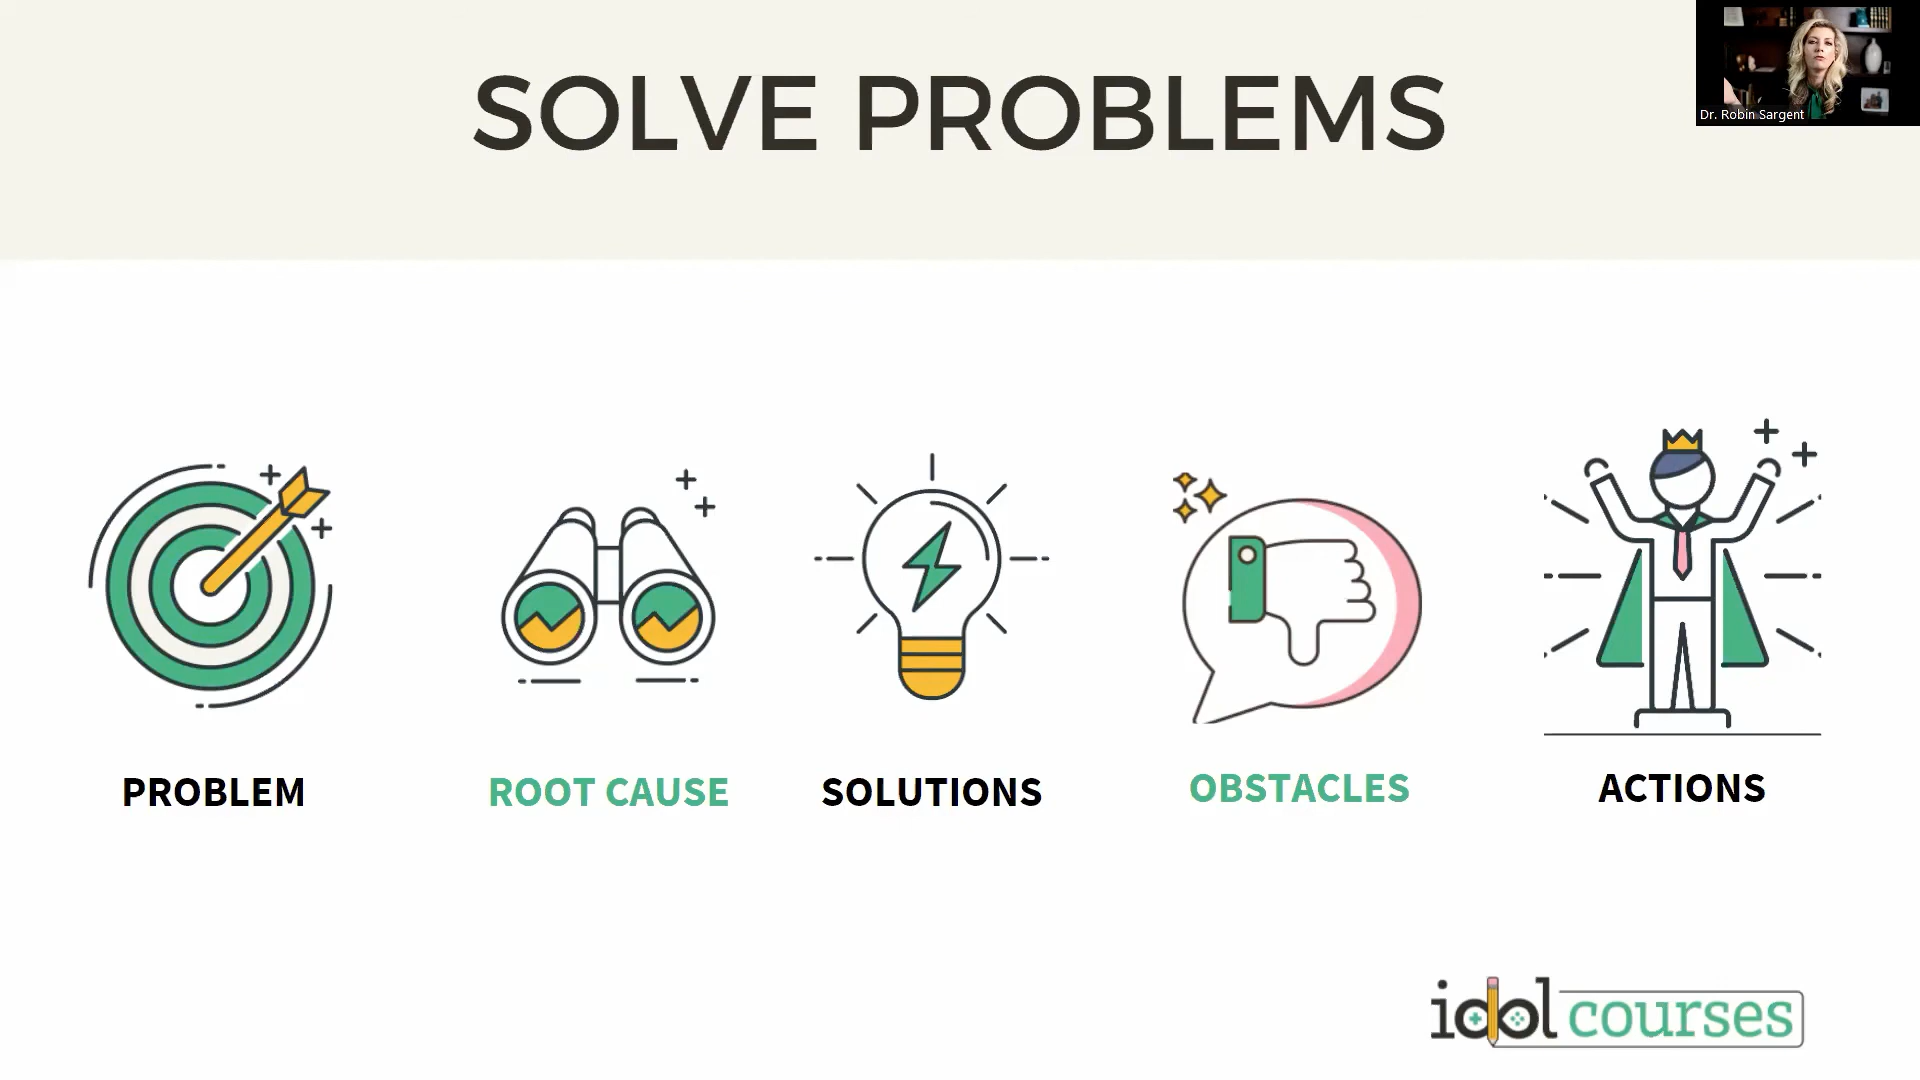 SOLVE PROBLEMS
Dr. Robin Sargent
PROBLEM
ROOT CAUSE
SOLUTIONS
OBSTACLES
ACTIONS
idol courses